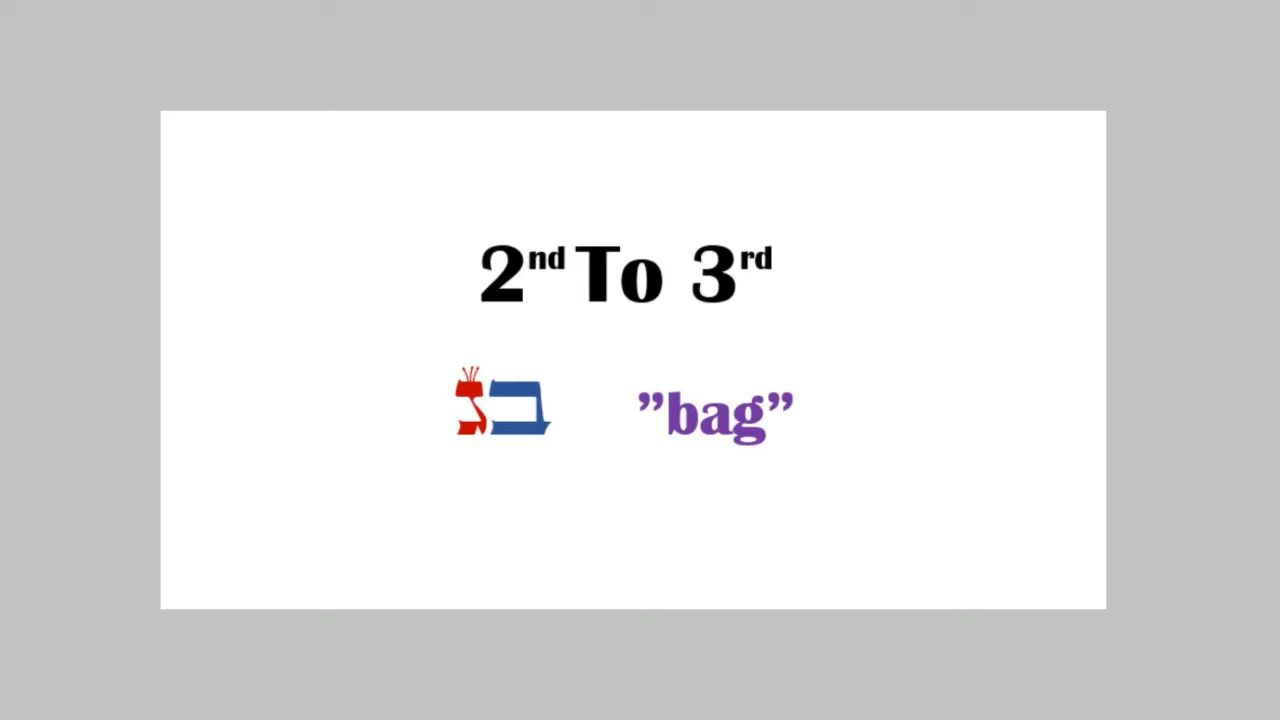 2nd To 3rd
בג ”bag”